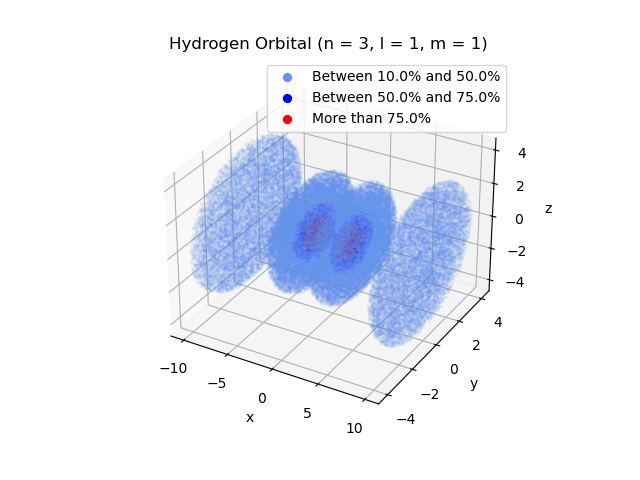 Hydrogen Orbital (n = 3, l = 1, m = 1)
Between 10.0% and 50.0%
Between 50.0% and 75.0%
More than 75.0%
4
2
0
−2
−4
z
4
2
0
−2
−4
y
−10
−5
0
5
10
x